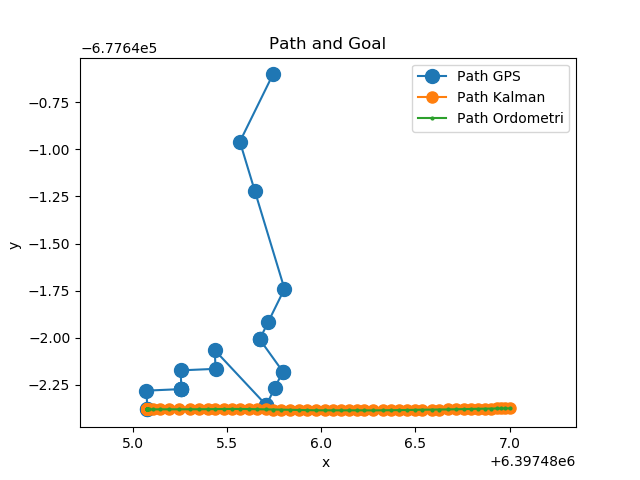 Path and Goal
−6.7764e5
Path GPS
Path Kalman
Path Ordometri
−0.75
−1.00
−1.25
−1.50
−1.75
−2.00
−2.25
y
5.0 5.5 6.0 6.5 7.0
x
+6.39748e6